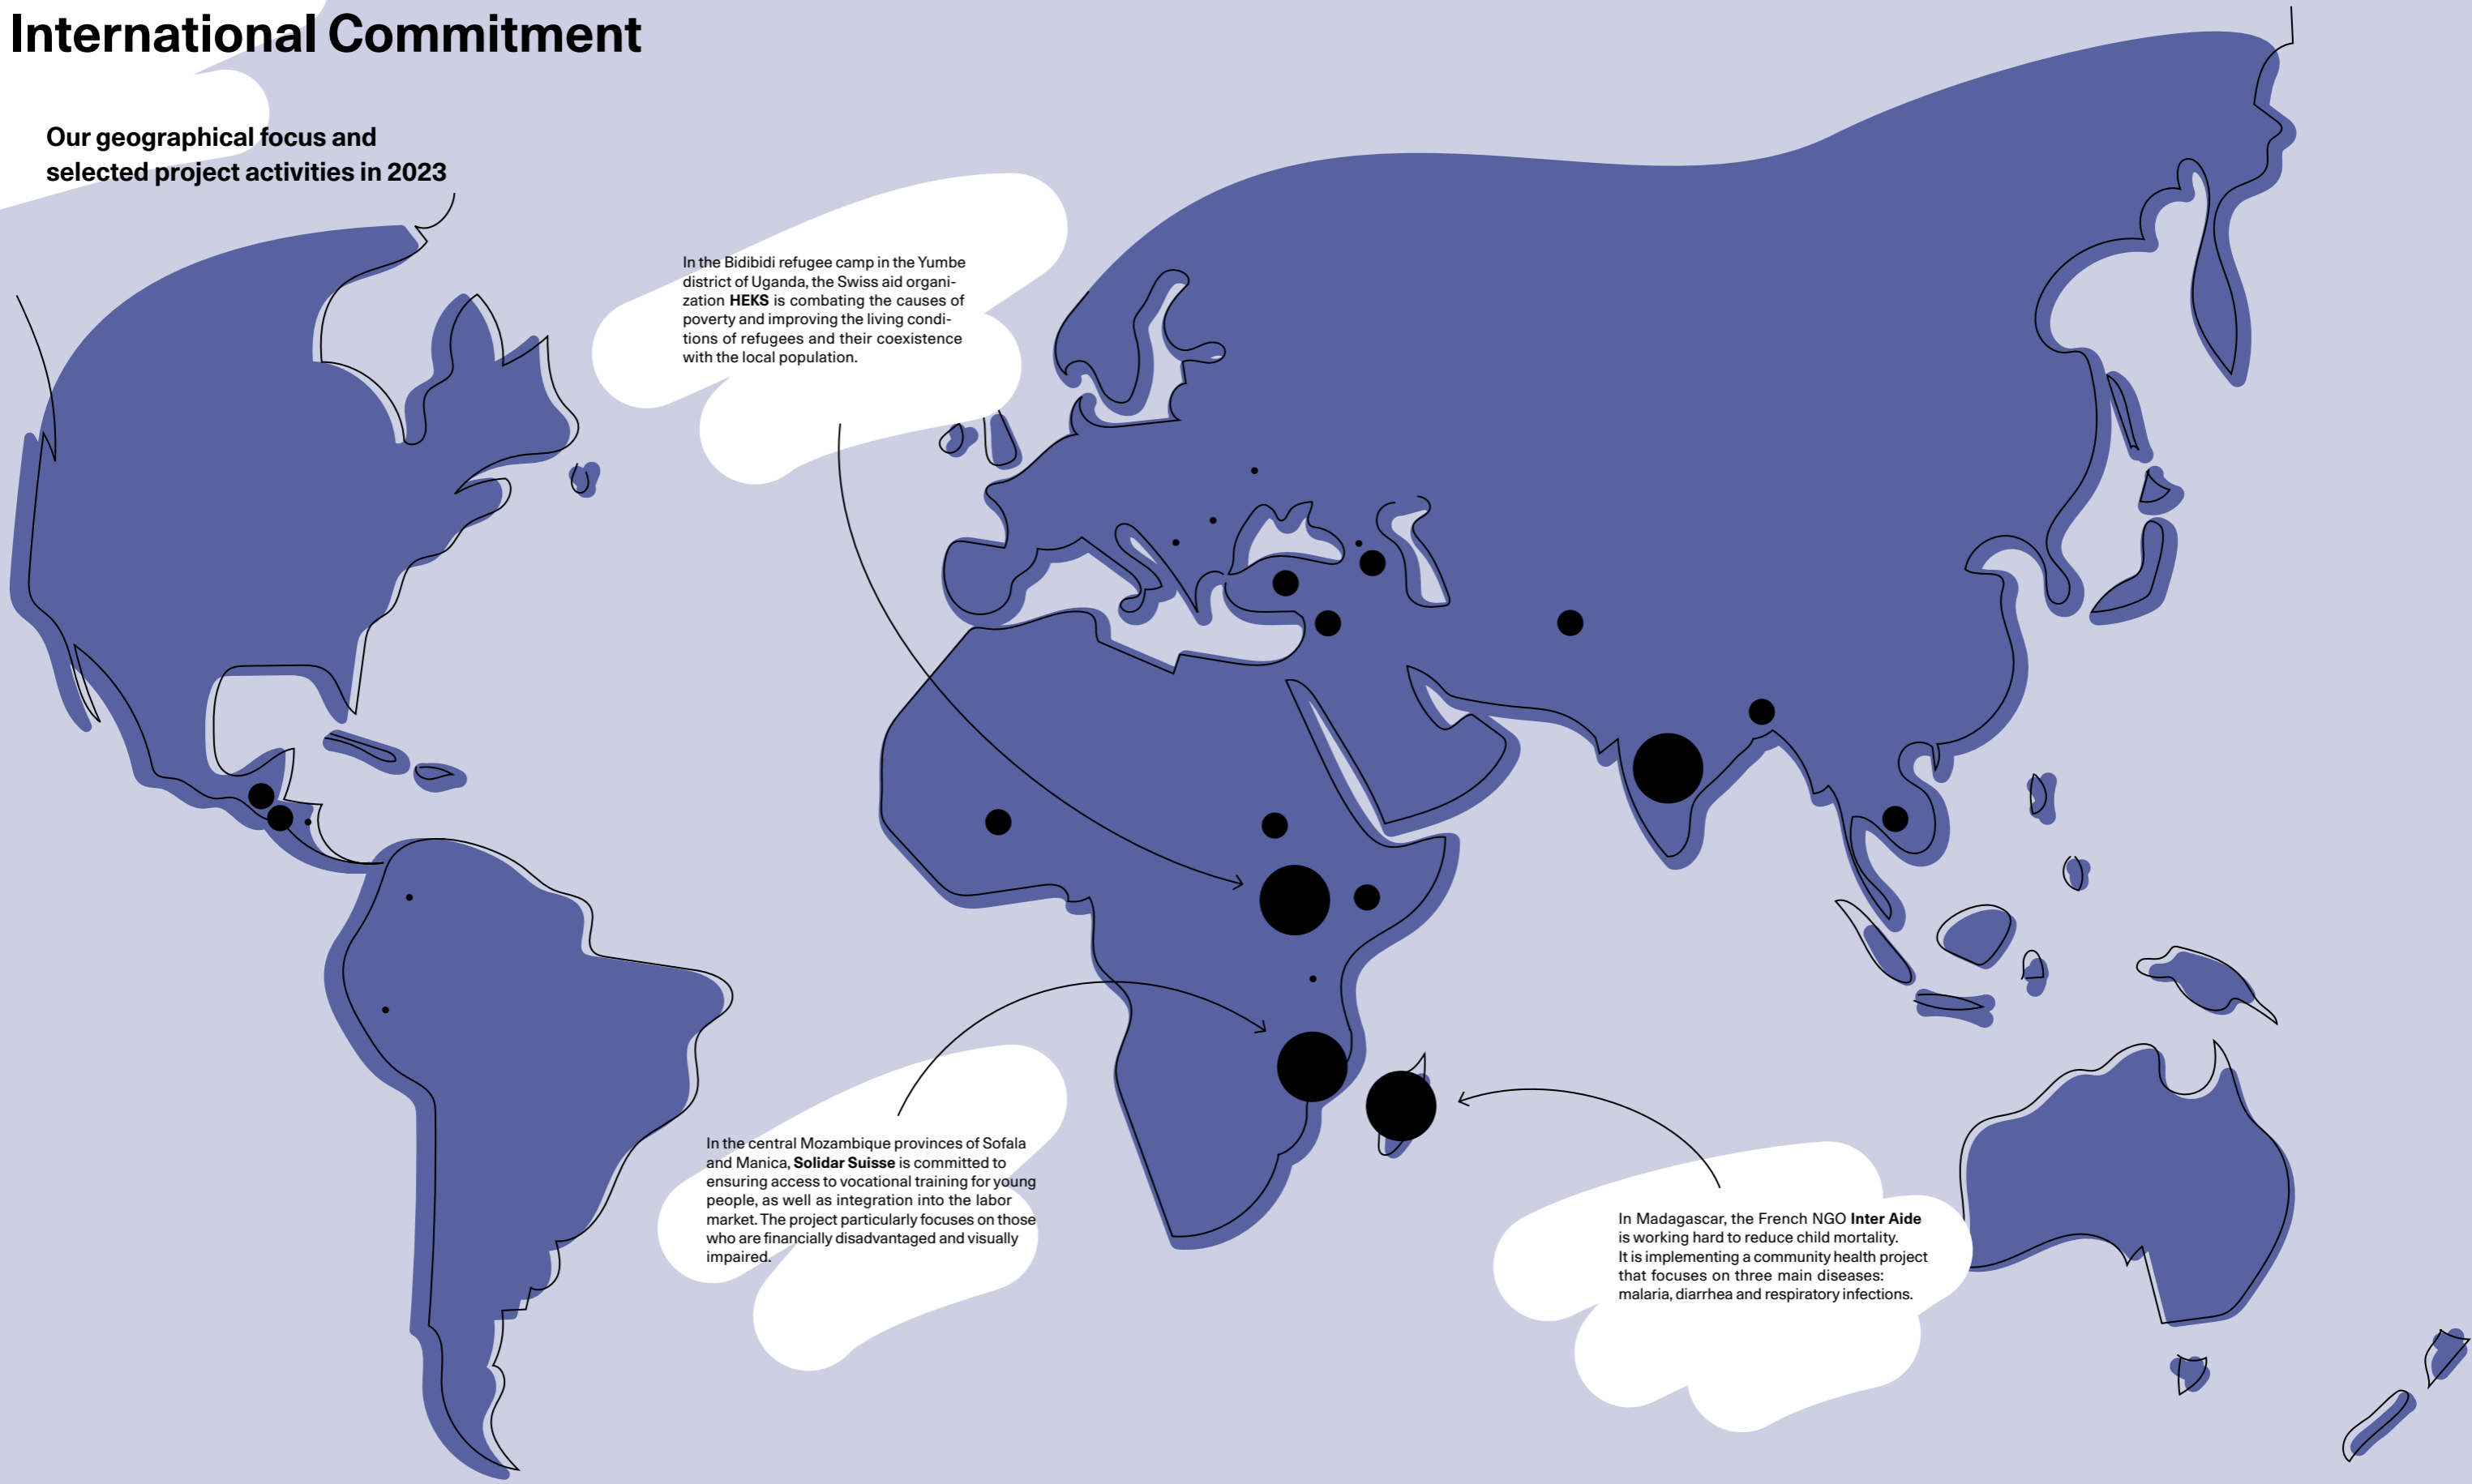 International Commitment
Our geographical focus and
selected project activities in 2023
In the Bidibidi refugee camp in the Yumbe
district of Uganda, the Swiss aid organi-
zation HEKS is combating the causes of
poverty and improving the living condi-
tions of refugees and their coexistence
with the local population.
In the central Mozambique provinces of Sofala
and Manica, Solidar Suisse is committed to
ensuring access to vocational training for young
people, as well as integration into the labor
market. The project particularly focuses on those
who are financially disadvantaged and visually
impaired.
In Madagascar, the French NGO Inter Aide
is working hard to reduce child mortality.
It is implementing a community health project
that focuses on three main diseases:
malaria, diarrhea and respiratory infections.